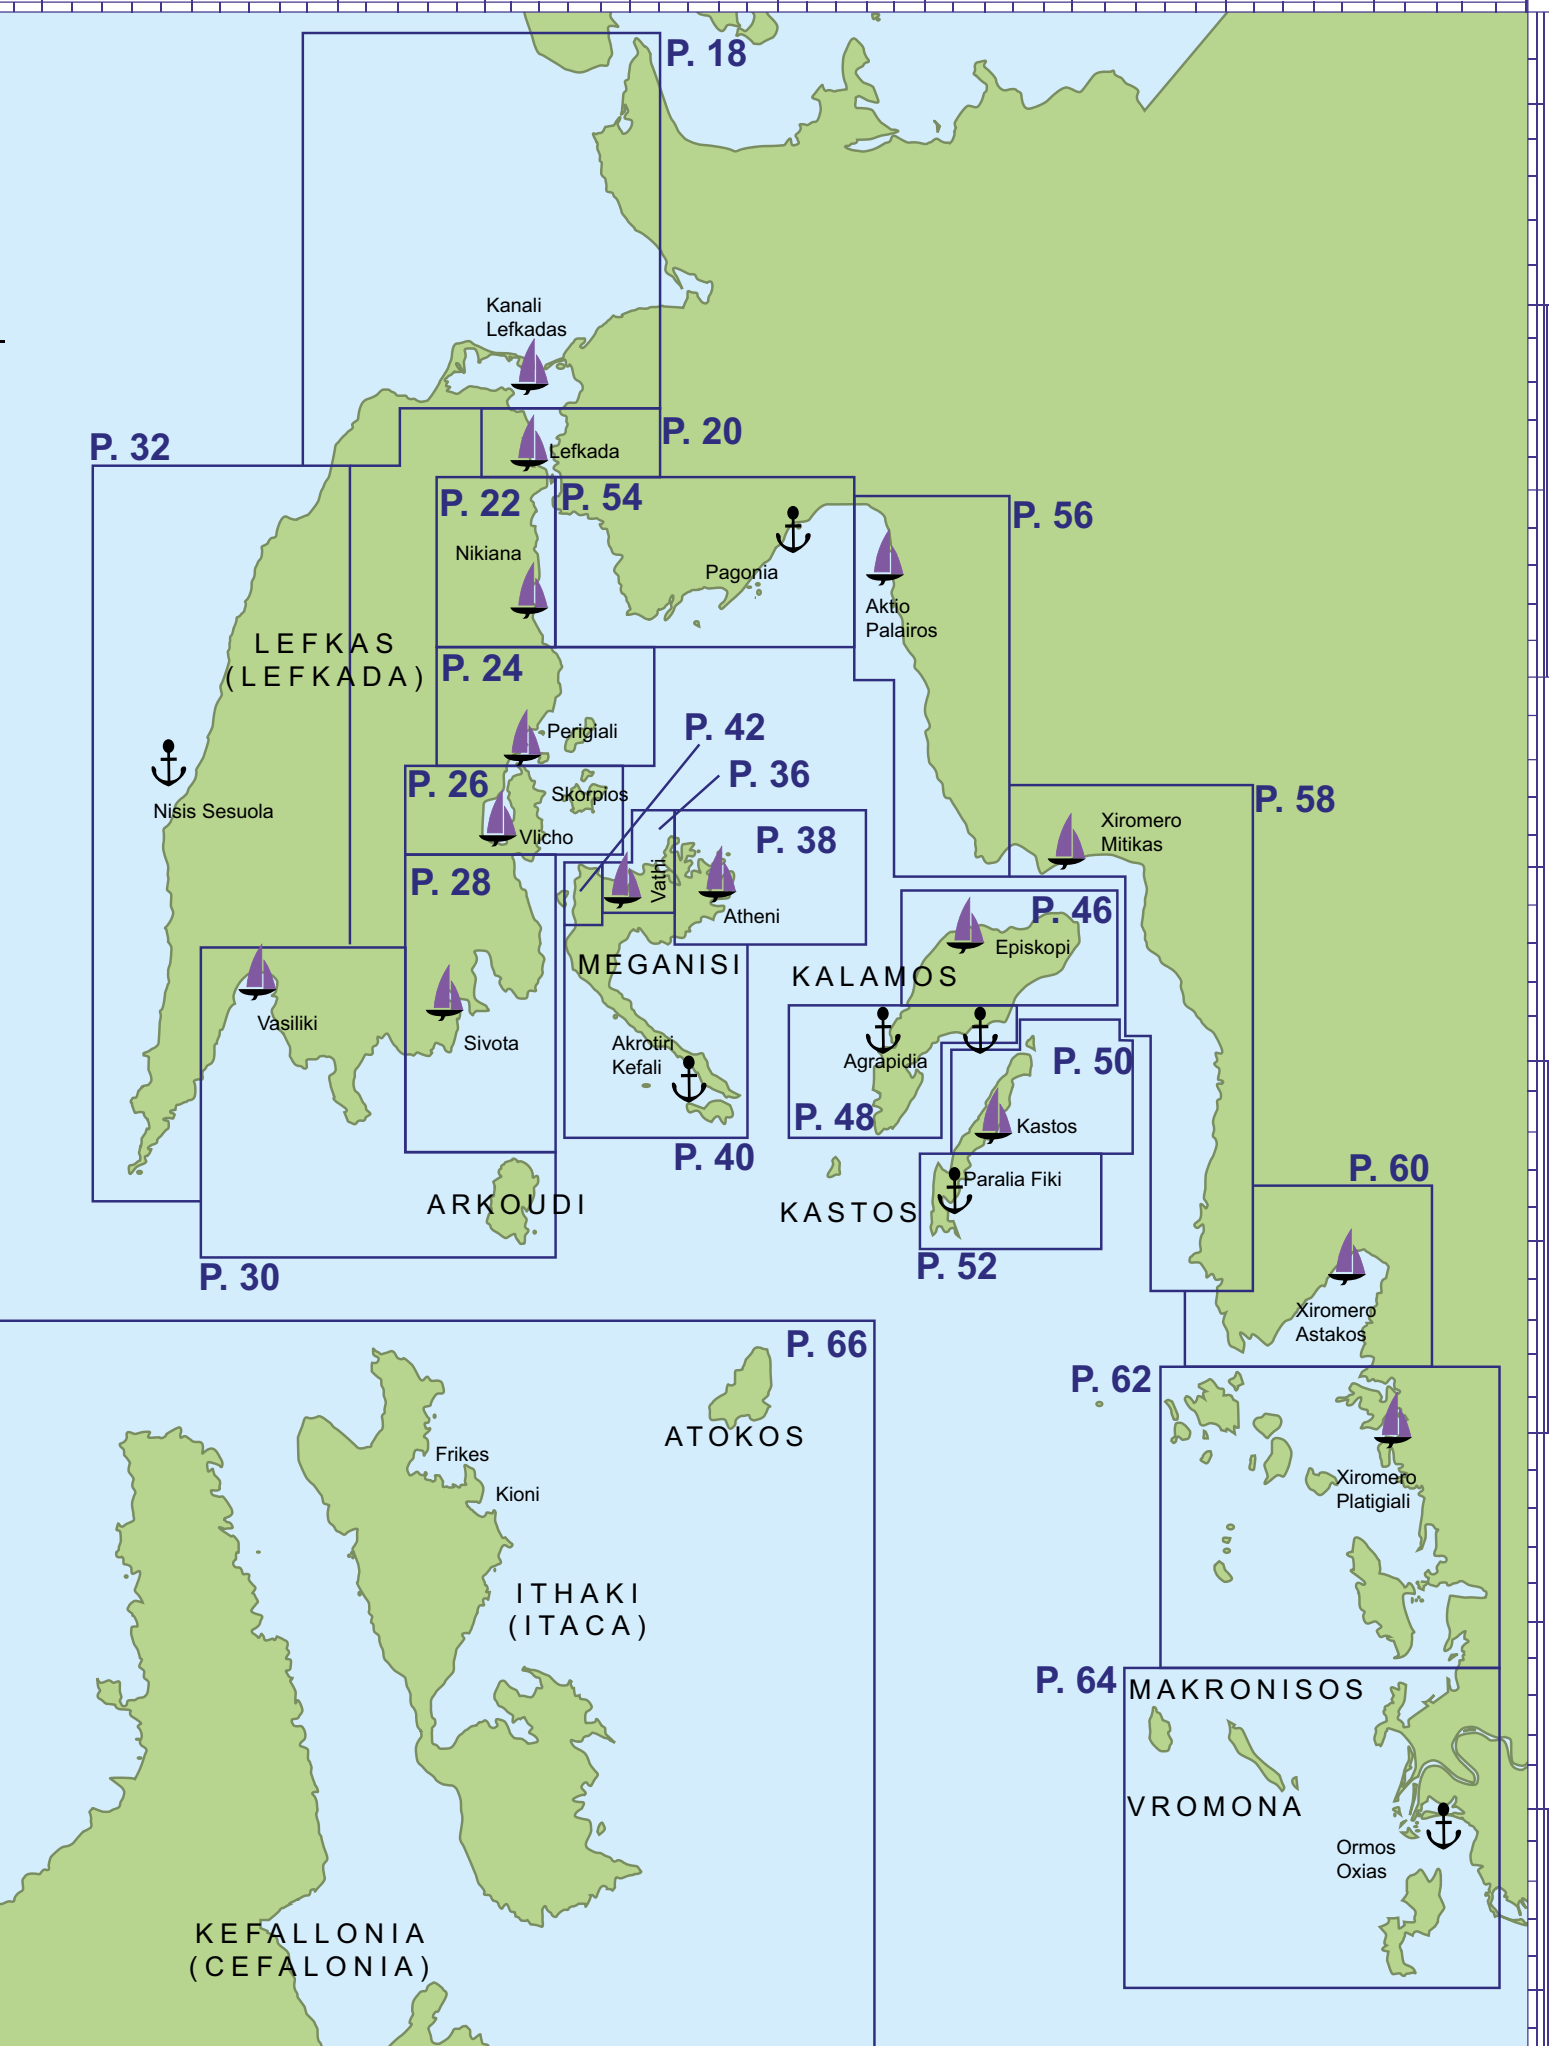 P. 18
Kanali
Lefkadas
P. 20
P. 32
Lefkada
P. 22
P. 54
P. 56
Nikiana
Pagonia
Aktio
Palairos
LEFKAS
(LEFKADA)
P. 24
P. 42
Perigiali
P. 36
P. 26
Skorpios
P. 58
Nisis Sesuola
Vlicho
Xiromero
Mitikas
P. 38
P. 28
Vathi
P. 46
Atheni
Episkopi
MEGANISI
KALAMOS
Vasiliki
Sivota
Akrotiri
Kefali
Agrapidia
P. 50
P. 48
Kastos
P. 40
P. 60
Paralia Fiki
ARKOUDI
KASTOS
P. 52
P. 30
Xiromero
Astakos
P. 66
P. 62
ATOKOS
Frikes
Kioni
Xiromero
Platigiali
ITHAKI
(ITACA)
P. 64
MAKRONISOS
VROMONA
Ormos
Oxias
KEFALLONIA
(CEFALONIA)